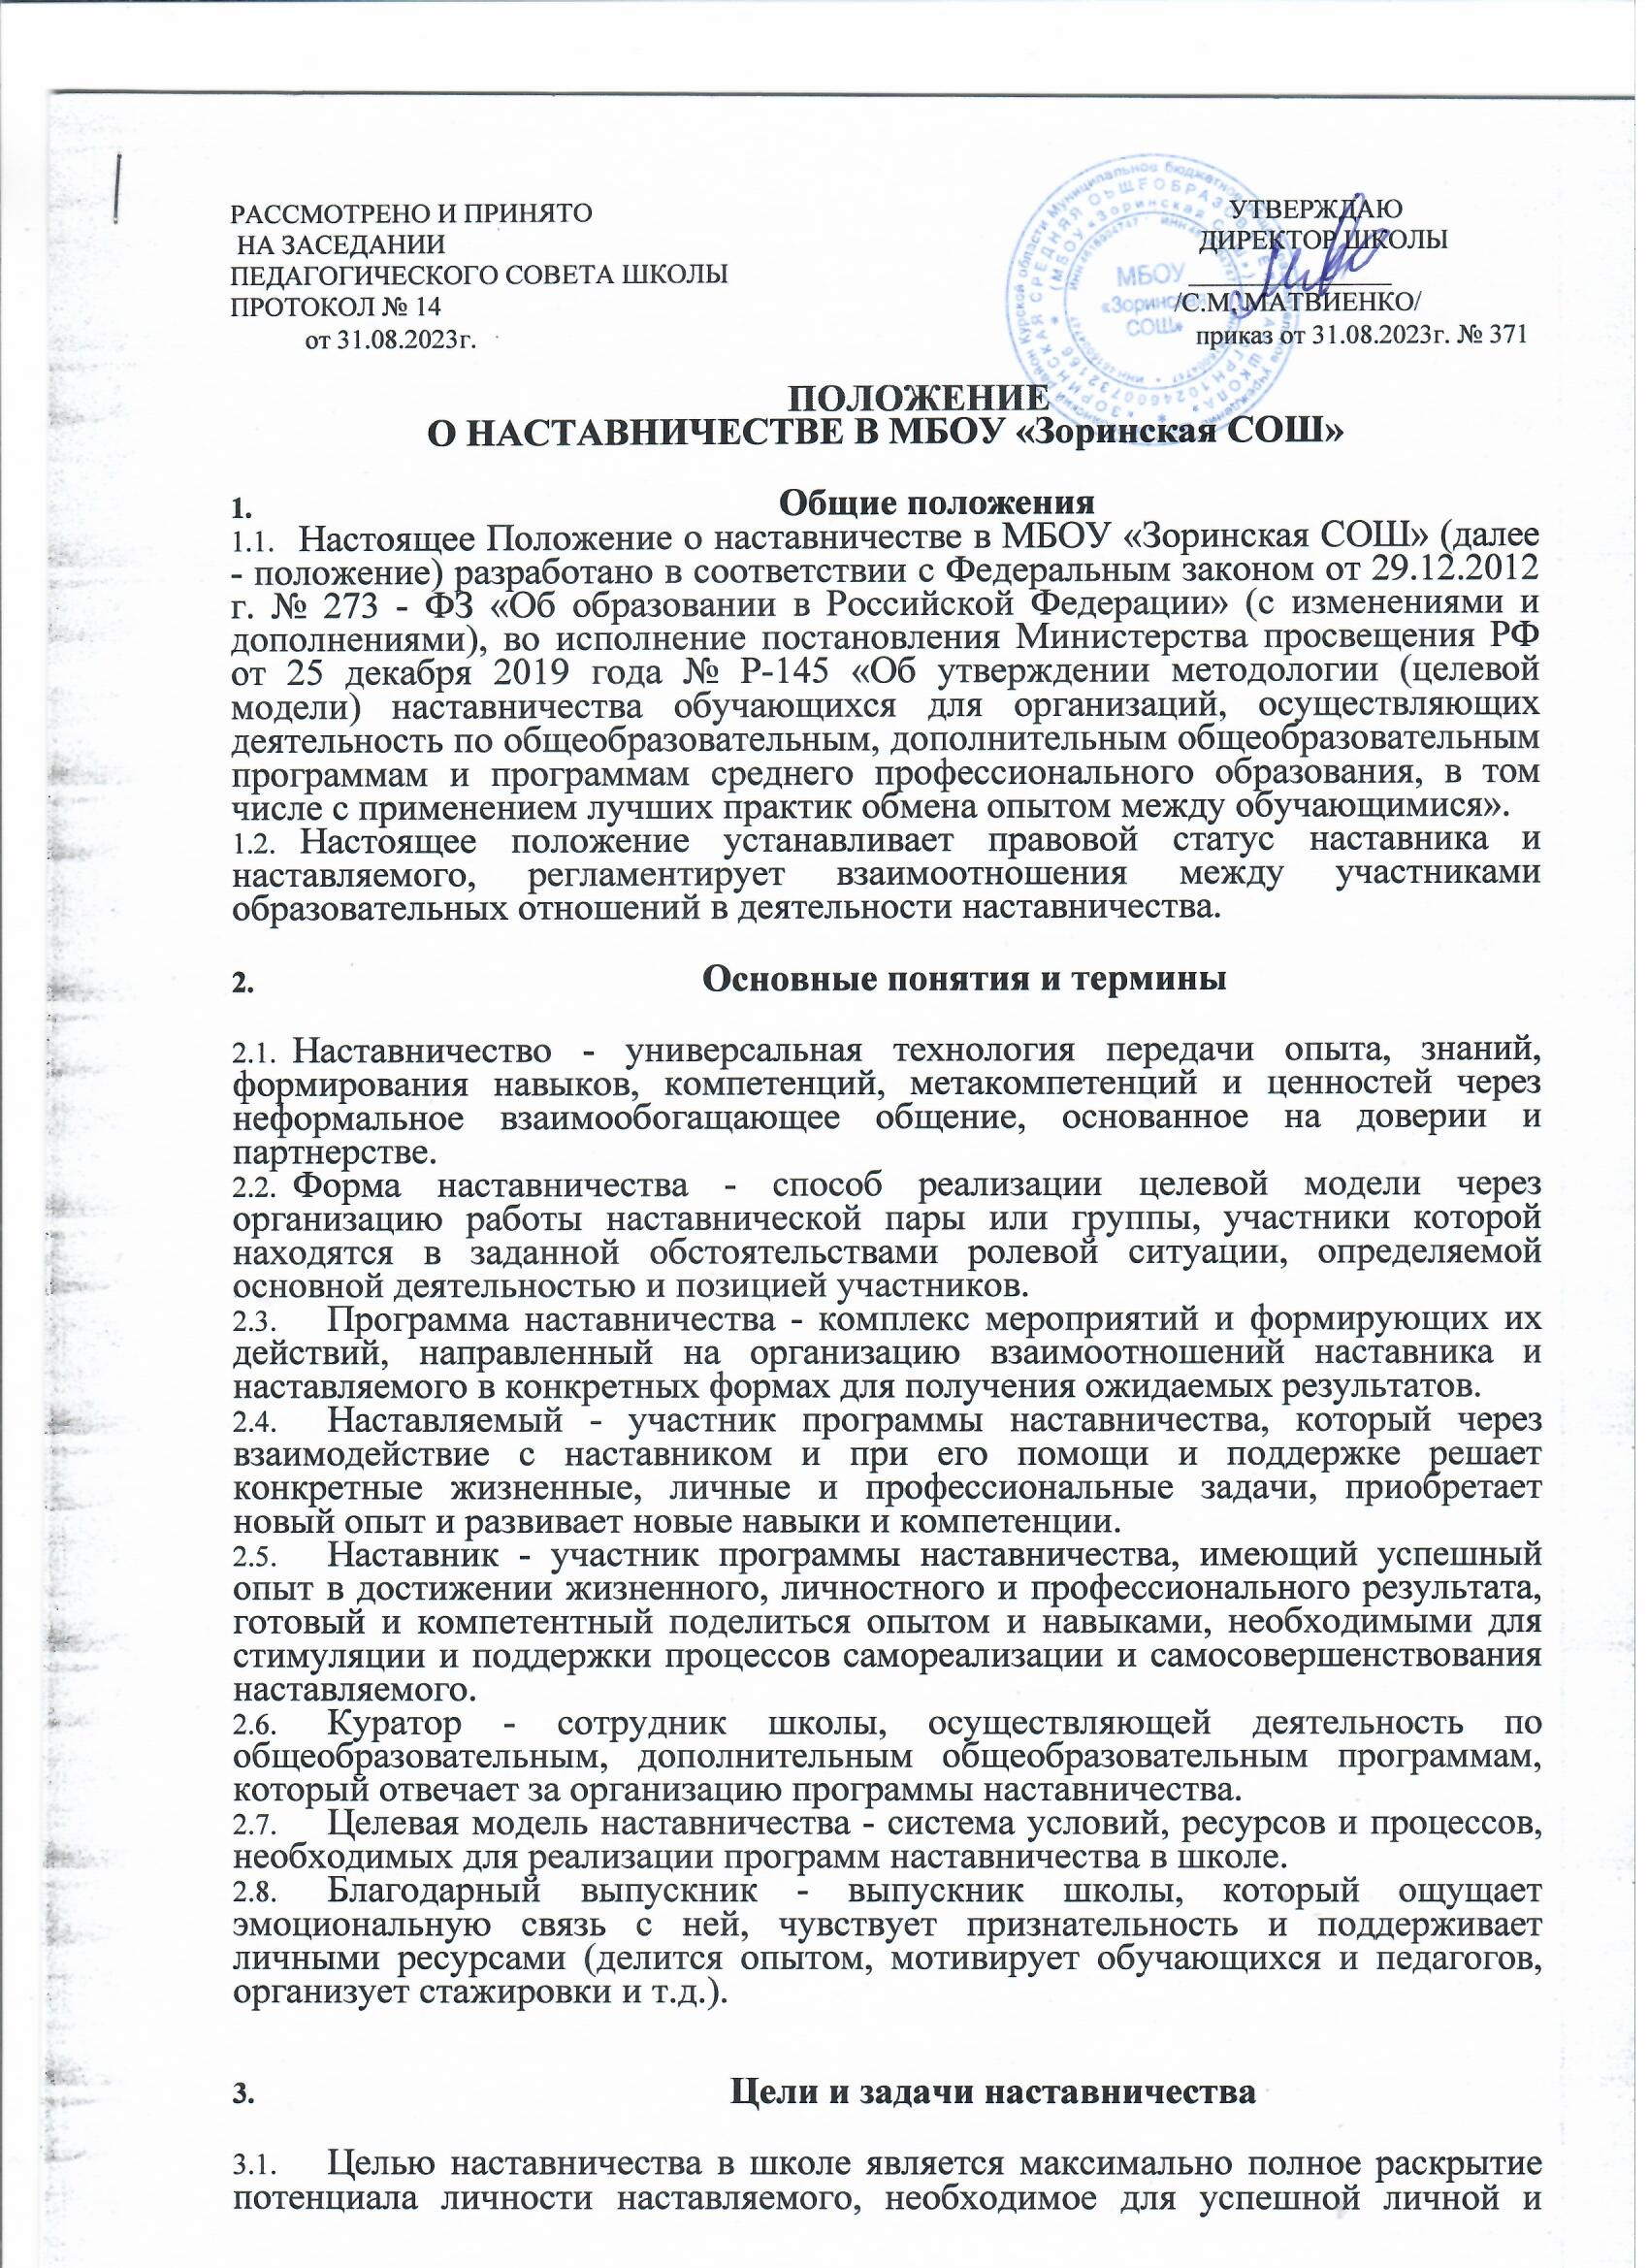 РАССМОТРЕНО И ПРИНЯТО
НА ЗАСЕДАНИИ
ПЕДАГОГИЧЕСКОГО СОВЕТА ШКОЛЫ
ПРОТОКОЛ № 14
от 31.08.2023г.
УТВЕРЖДАЮ
ДИРЕКТОР ШКОЛЫ
/С.М. МАТВИЕНКО/
приказ от 31.08.2023г. № 371
МБОУ
«Зоринская
СОШ»
ПОЛОЖЕНИЕ
О НАСТАВНИЧЕСТВЕ В МБОУ «Зоринская СОШ»
1. Общие положения
1.1. Настоящее Положение о наставничестве в МБОУ «Зоринская СОШ» (далее
- положение) разработано в соответствии с Федеральным законом от 29.12.2012
г. № 273 - ФЗ «Об образовании в Российской Федерации» (с изменениями и
дополнениями), во исполнение постановления Министерства просвещения РФ
от 25 декабря 2019 года № Р-145 «Об утверждении методологии (целевой
модели) наставничества обучающихся для организаций, осуществляющих
деятельность по общеобразовательным, дополнительным общеобразовательным
программам и программам среднего профессионального образования, в том
числе с применением лучших практик обмена опытом между обучающимися».
1.2. Настоящее положение устанавливает правовой статус наставника и
наставляемого, регламентирует взаимоотношения между участниками
образовательных отношений в деятельности наставничества.
2. Основные понятия и термины
2.1. Наставничество - универсальная технология передачи опыта, знаний,
формирования навыков, компетенций, метакомпетенций и ценностей через
неформальное взаимообогащающее общение, основанное на доверии и
партнерстве.
2.2. Форма наставничества - способ реализации целевой модели через
организацию работы наставнической пары или группы, участники которой
находятся в заданной обстоятельствами ролевой ситуации, определяемой
основной деятельностью и позицией участников.
2.3. Программа наставничества - комплекс мероприятий и формирующих их
действий, направленный на организацию взаимоотношений наставника и
наставляемого в конкретных формах для получения ожидаемых результатов.
2.4. Наставляемый - участник программы наставничества, который через
взаимодействие с наставником и при его помощи и поддержке решает
конкретные жизненные, личные и профессиональные задачи, приобретает
новый опыт и развивает новые навыки и компетенции.
2.5. Наставник - участник программы наставничества, имеющий успешный
опыт в достижении жизненного, личностного и профессионального результата,
готовый и компетентный поделиться опытом и навыками, необходимыми для
стимуляции и поддержки процессов самореализации и самосовершенствования
наставляемого.
2.6. Куратор - сотрудник школы, осуществляющей деятельность по
общеобразовательным, дополнительным общеобразовательным программам,
который отвечает за организацию программы наставничества.
2.7. Целевая модель наставничества - система условий, ресурсов и процессов,
необходимых для реализации программ наставничества в школе.
2.8. Благодарный выпускник - выпускник школы, который ощущает
эмоциональную связь с ней, чувствует признательность и поддерживает
личными ресурсами (делится опытом, мотивирует обучающихся и педагогов,
организует стажировки и т.д.).
3. Цели и задачи наставничества
3.1. Целью наставничества в школе является максимально полное раскрытие
потенциала личности наставляемого, необходимое для успешной личной и